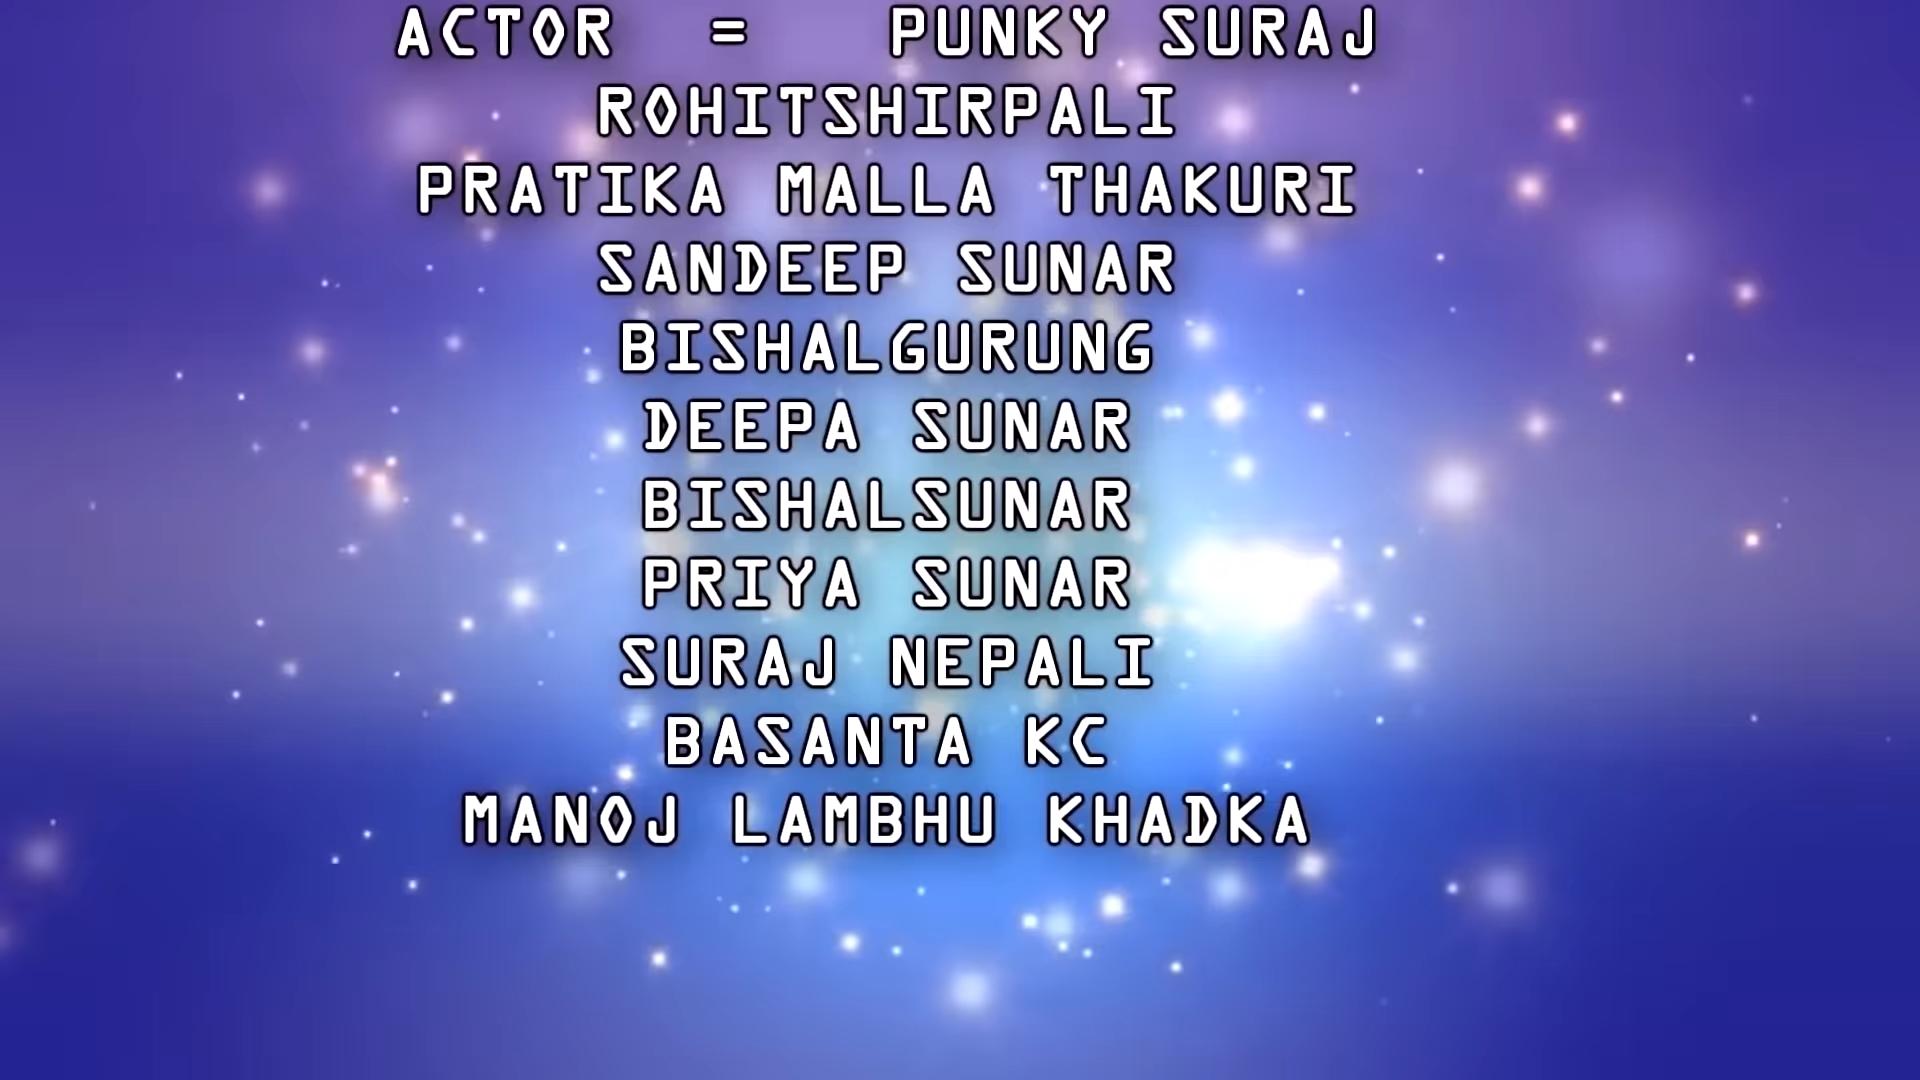 ACTOR = PUNKY SURAJ
ROHITSHIRPALI
PRATIKA MALLA THAKURI
SANDEEP SUNAR
BISHALGURUNG
DEEPA SUNAR
BISHALSUNAR
PRIYA SUNAR
SURAJ NEPALI
BASANTA KC
MANOJ LAMBHU KHADKA